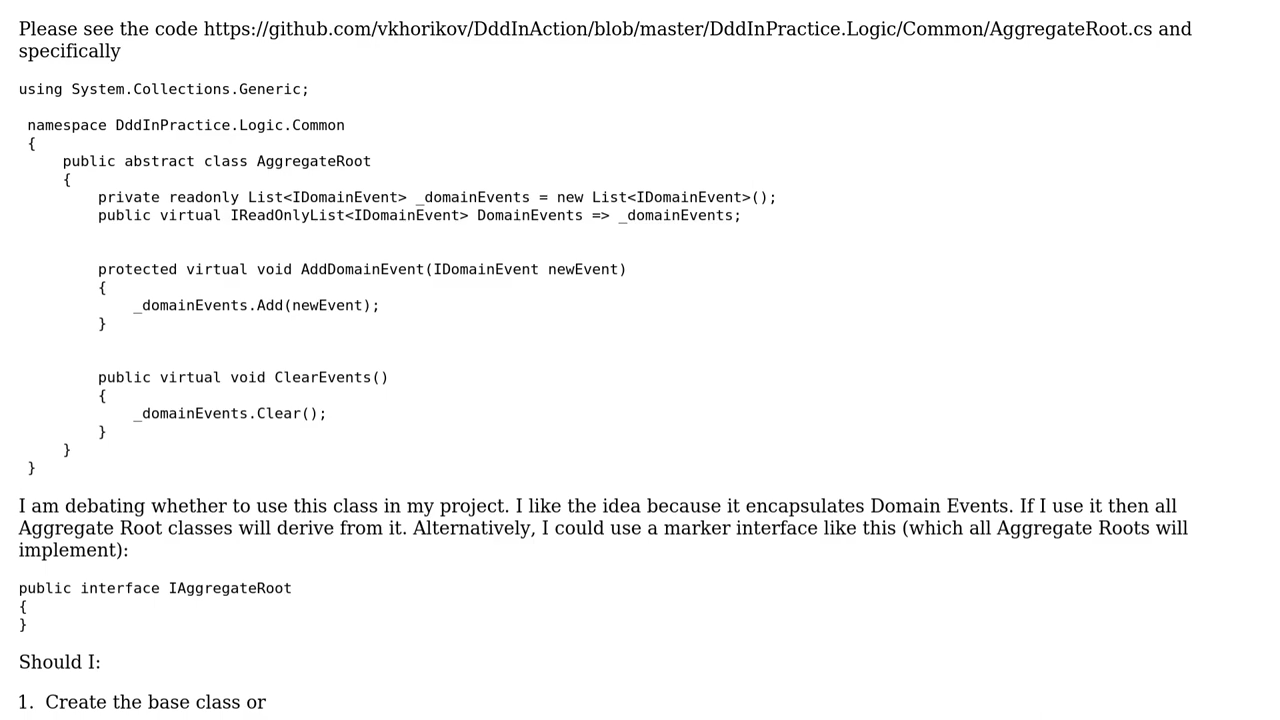 Please see the code https://github.com/vkhorikov/DddInAction/blob/master/DddInPractice.Logic/Common/AggregateRoot.cs and
specifically
using System.Collections.Generic;
namespace DddInPractice.Logic.Common
{
public abstract class AggregateRoot
{
private readonly List<IDomainEvent> _domainEvents = new List<IDomainEvent>();
public virtual IReadOnlyList<IDomainEvent> DomainEvents => _domainEvents;
protected virtual void AddDomainEvent(IDomainEvent newEvent)
{
_domainEvents.Add(newEvent);
}
public virtual void ClearEvents()
{
_domainEvents.Clear();
}
}
}
I am debating whether to use this class in my project. I like the idea because it encapsulates Domain Events. If I use it then all
Aggregate Root classes will derive from it. Alternatively, I could use a marker interface like this (which all Aggregate Roots will
implement):
public interface IAggregateRoot
{
}
Should I:
1. Create the base class or